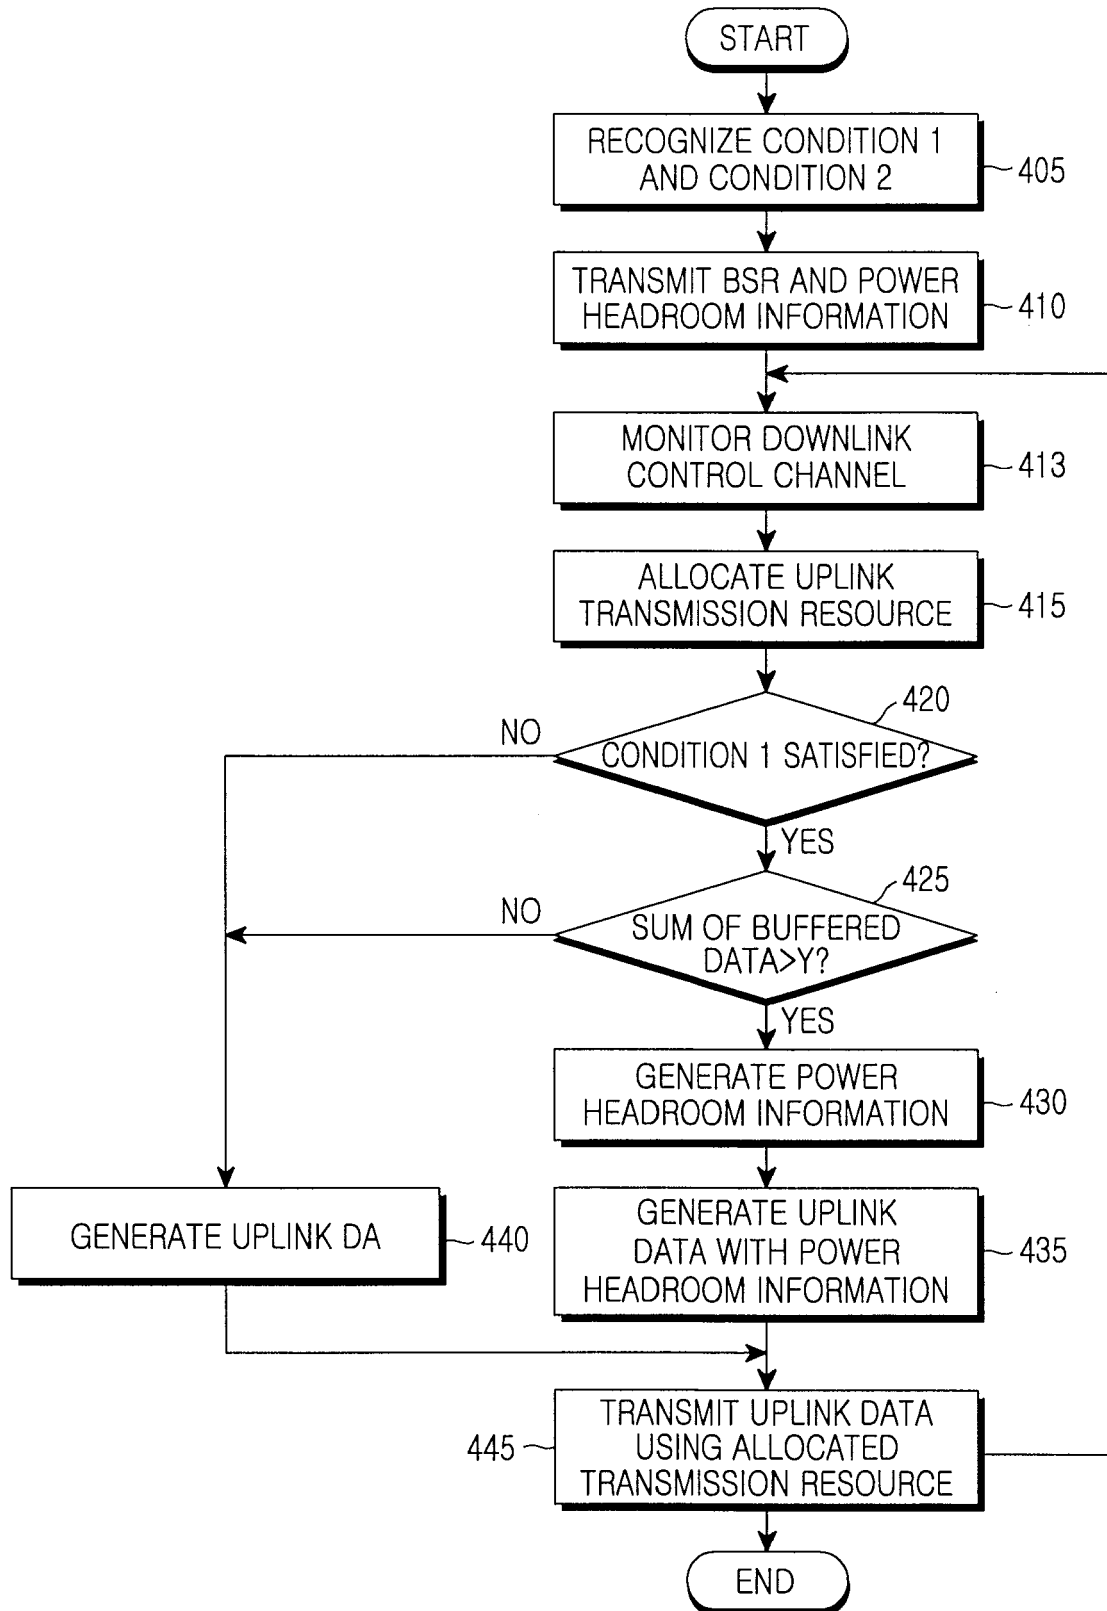 START
RECOGNIZE CONDITION 1
AND CONDITION 2
405
TRANSMIT BSR AND POWER
HEADROOM INFORMATION
410
MONITOR DOWNLINK
CONTROL CHANNEL
413
ALLOCATE UPLINK
TRANSMISSION RESOURCE
415
420
NO
CONDITION 1 SATISFIED?
YES
425
NO
SUM OF BUFFERED
DATA>Y?
YES
GENERATE POWER
HEADROOM INFORMATION
430
GENERATE UPLINK DA
440
GENERATE UPLINK
DATA WITH POWER
HEADROOM INFORMATION
435
TRANSMIT UPLINK DATA
USING ALLOCATED
TRANSMISSION RESOURCE
445
END